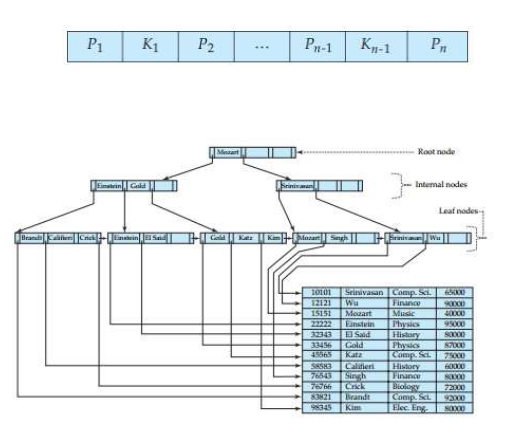 P1 K1 P2 ... Pn-1 Kn-1 Pn
Mozart
Root node
Einstein Gold
Srinivasan
Internal nodes
Leaf nodes
Brandt Califieri Crick Einstein El Said Gold Katz Kim Mozart Singh Srinivasan Wu
10101 Srinivasan Comp. Sci. 65000
12121 Wu Finance 90000
15151 Mozart Music 40000
22222 Einstein Physics 95000
32343 El Said History 80000
33456 Gold Physics 87000
45565 Katz Comp. Sci. 75000
58583 Califieri History 60000
76543 Singh Finance 80000
76766 Crick Biology 72000
83821 Brandt Comp. Sci. 92000
98345 Kim Elec. Eng. 80000